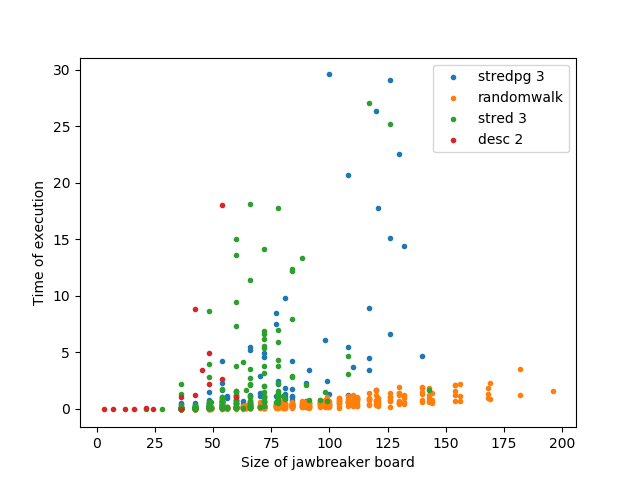 30
25
20
15
10
5
0
Time of execution
stredpg 3
randomwalk
stred 3
desc 2
0 25 50 75 100 125 150 175 200
Size of jawbreaker board